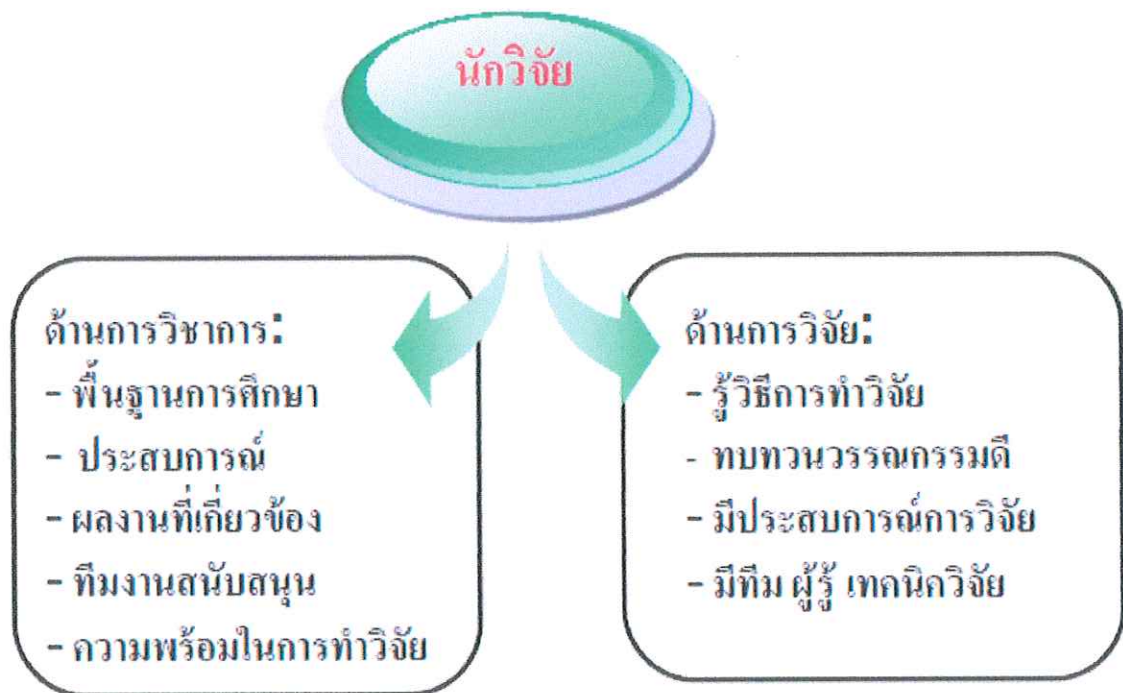 นักวิจัย
ด้านการวิชาการ:
- พื้นฐานการศึกษา
- ประสบการณ์
- ผลงานที่เกี่ยวข้อง
- ทีมงานสนับสนุน
- ความพร้อมในการทำวิจัย
ด้านการวิจัย:
- รู้วิธีการทำวิจัย
- ทบทวนวรรณกรรมดี
- มีประสบการณ์การวิจัย
- มีทีม ผู้รู้ เทคนิควิจัย